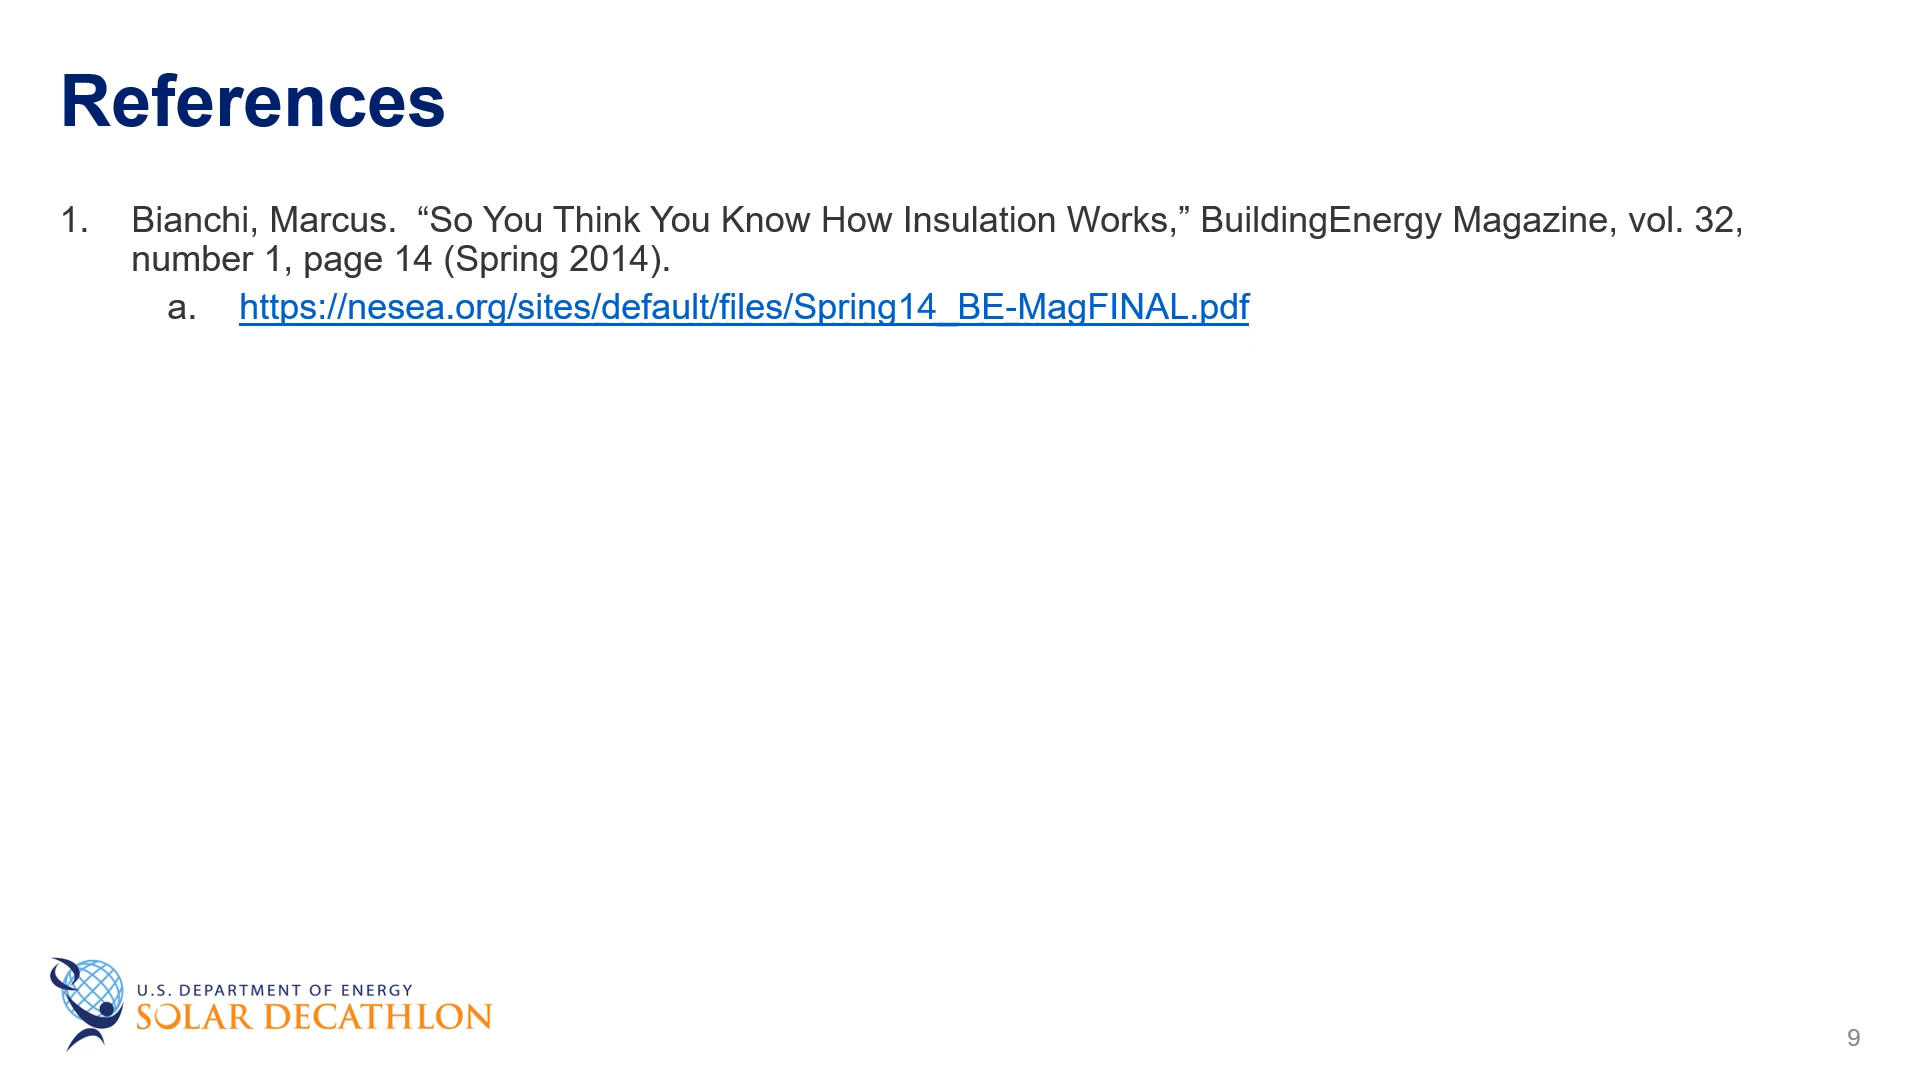 References
1. Bianchi, Marcus.  “So You Think You Know How Insulation Works,” BuildingEnergy Magazine, vol. 32,
number 1, page 14 (Spring 2014).
a. https://nesea.org/sites/default/files/Spring14_BE-MagFINAL.pdf
U.S. DEPARTMENT OF ENERGY
SOLAR DECATHLON
9